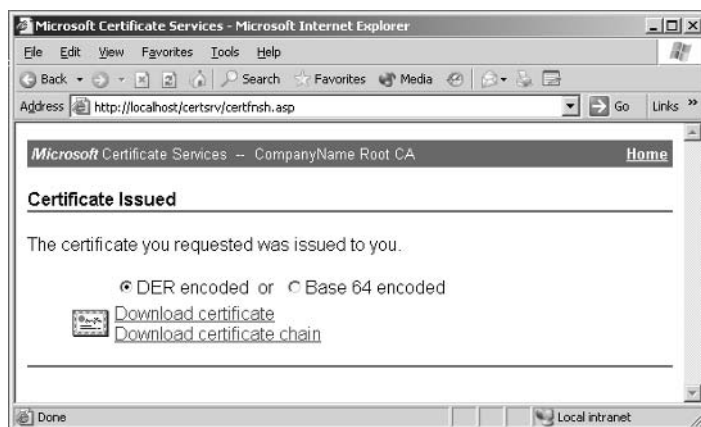 Microsoft Certificate Services - Microsoft Internet Explorer
File Edit View Favorites Tools Help
Back Search Favorites Media
Address http://localhost/certsrv/certfnsh.asp Go Links »
Microsoft Certificate Services -- CompanyName Root CA Home
Certificate Issued
The certificate you requested was issued to you.
DER encoded or Base 64 encoded
Download certificate
Download certificate chain
Done Local intranet